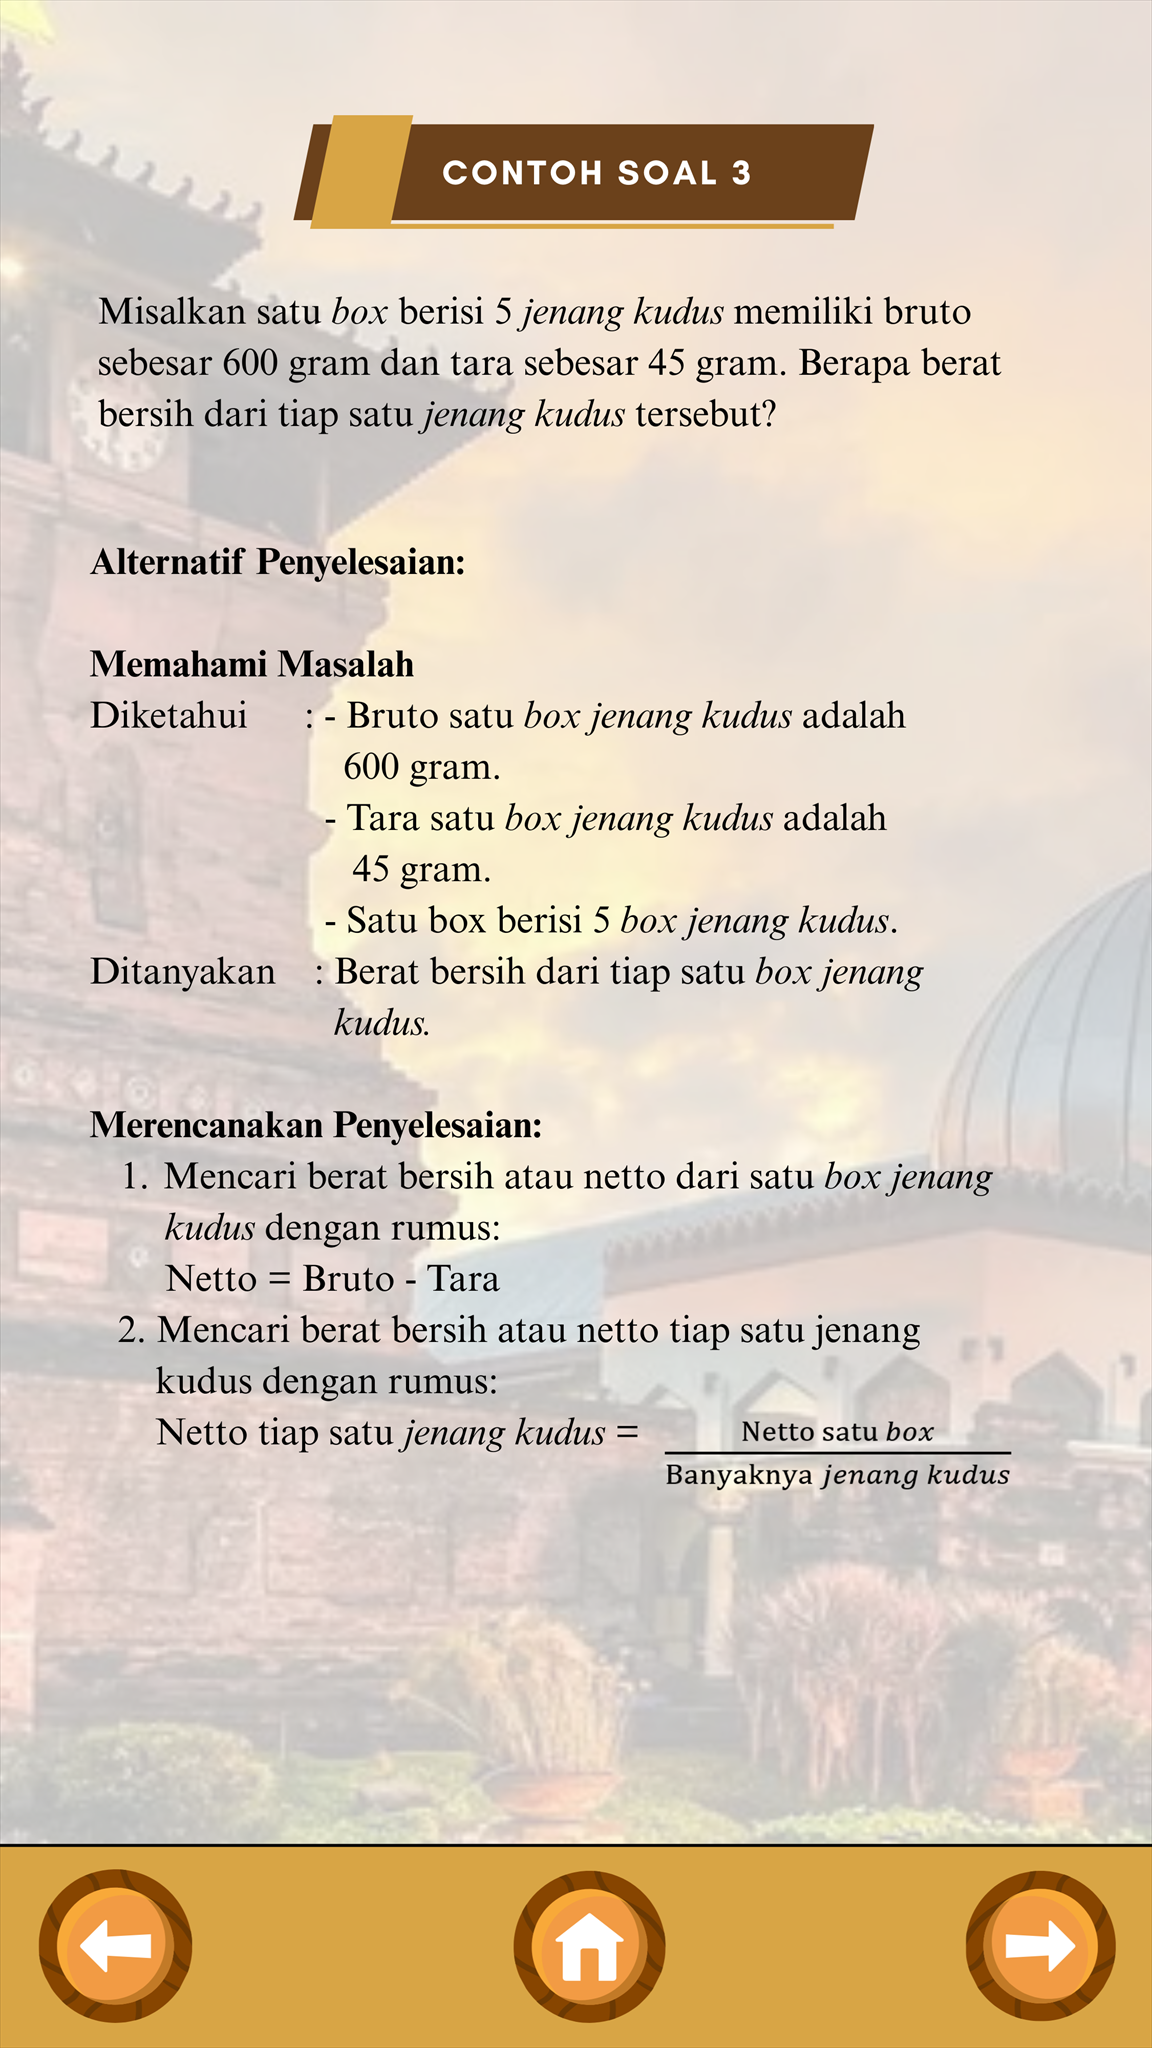 CONTOH SOAL 3
Misalkan satu box berisi 5 jenang kudus memiliki bruto
sebesar 600 gram dan tara sebesar 45 gram. Berapa berat
bersih dari tiap satu jenang kudus tersebut?
Alternatif Penyelesaian:
Memahami Masalah
Diketahui : - Bruto satu box jenang kudus adalah
600 gram.
- Tara satu box jenang kudus adalah
45 gram.
- Satu box berisi 5 box jenang kudus.
Ditanyakan : Berat bersih dari tiap satu box jenang
kudus.
Merencanakan Penyelesaian:
1. Mencari berat bersih atau netto dari satu box jenang
kudus dengan rumus:
Netto = Bruto - Tara
2. Mencari berat bersih atau netto tiap satu jenang
kudus dengan rumus:
Netto tiap satu jenang kudus = Netto satu box
Banyaknya jenang kudus